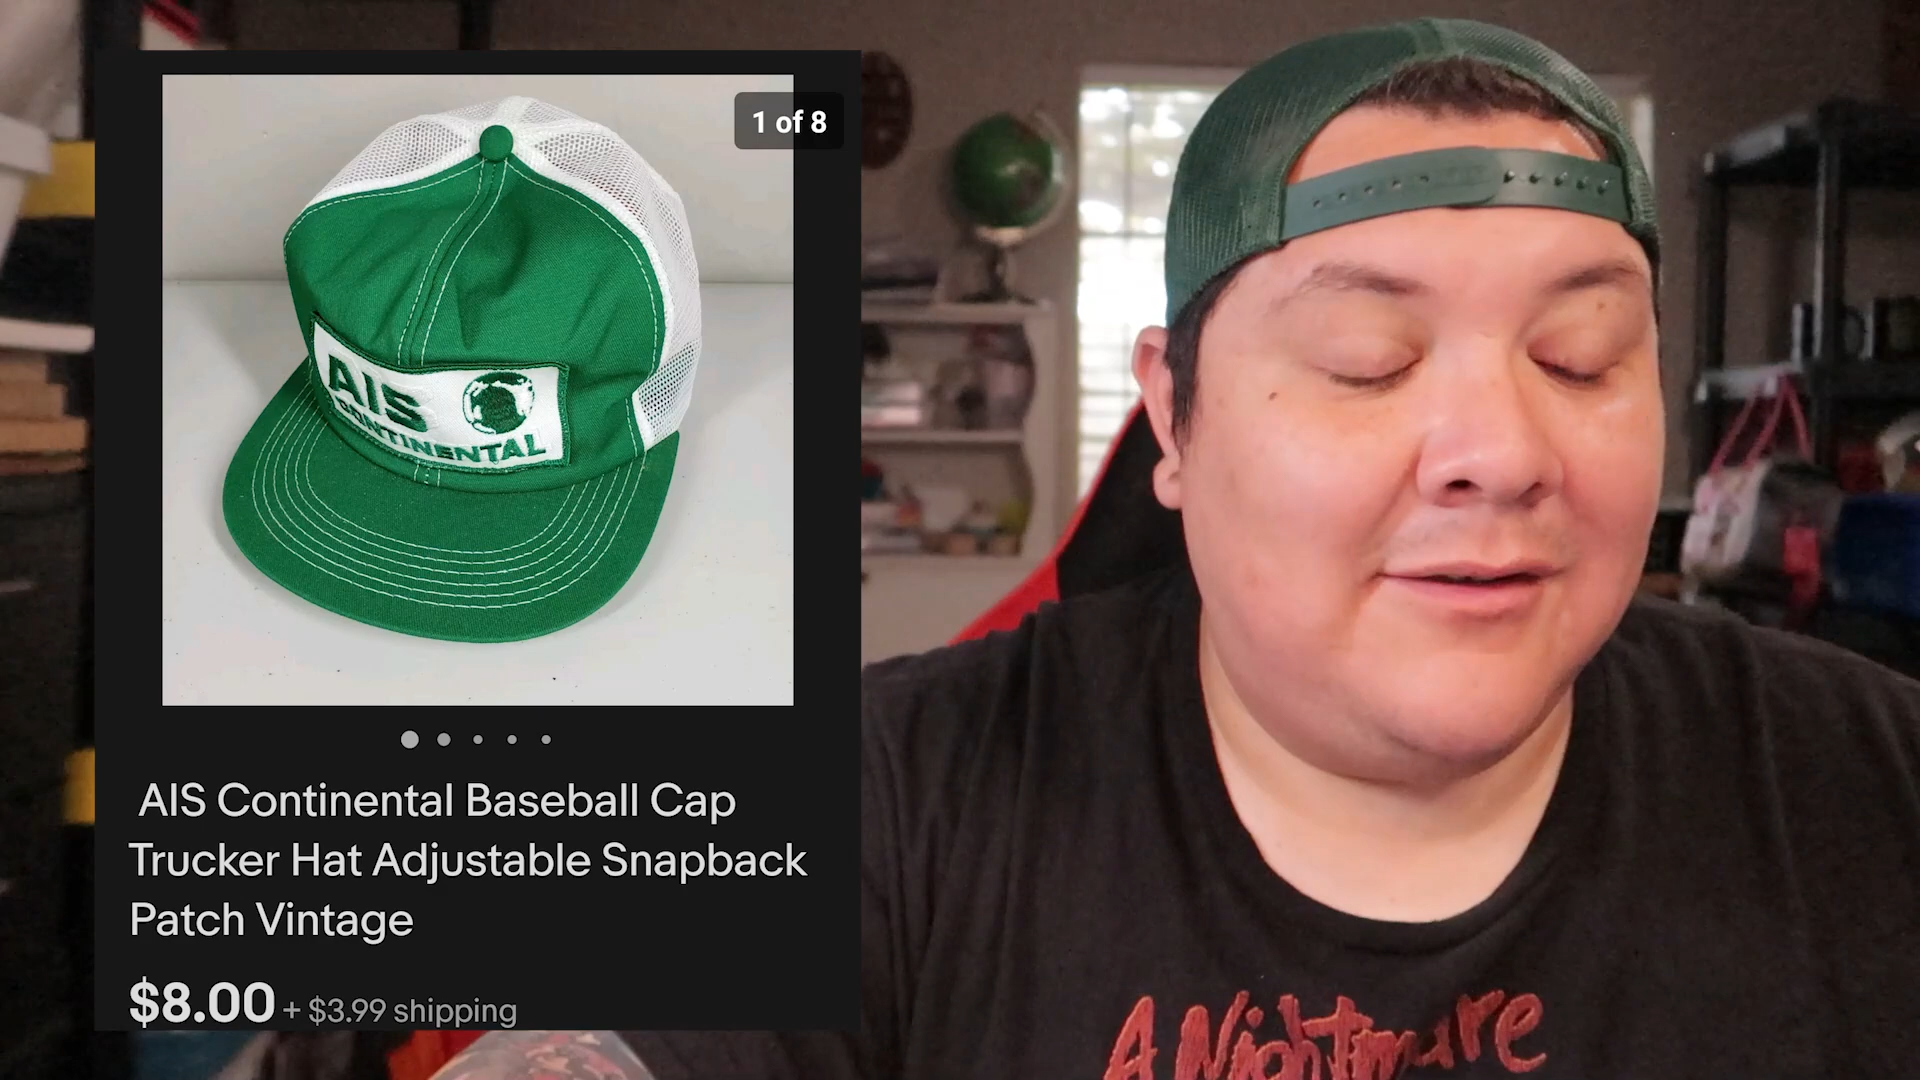 1 of 8
AIS
CONTINENTAL
AIS Continental Baseball Cap
Trucker Hat Adjustable Snapback
Patch Vintage
$8.00 + $3.99 shipping
A Nightmare